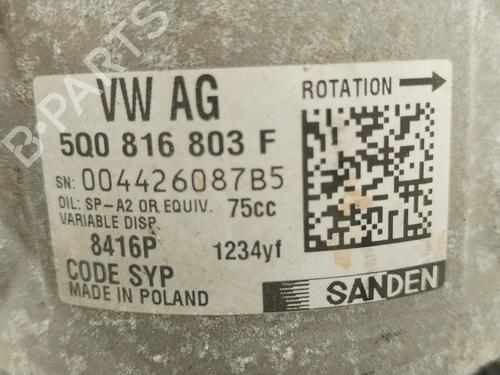 B-PARTS
VW AG
5Q0 816 803 F
SN: 004426087B5
OIL: SP-A2 OR EQUIV. 75cc
VARIABLE DISP
8416P 1234yf
CODE SYP
MADE IN POLAND
ROTATION
SANDEN